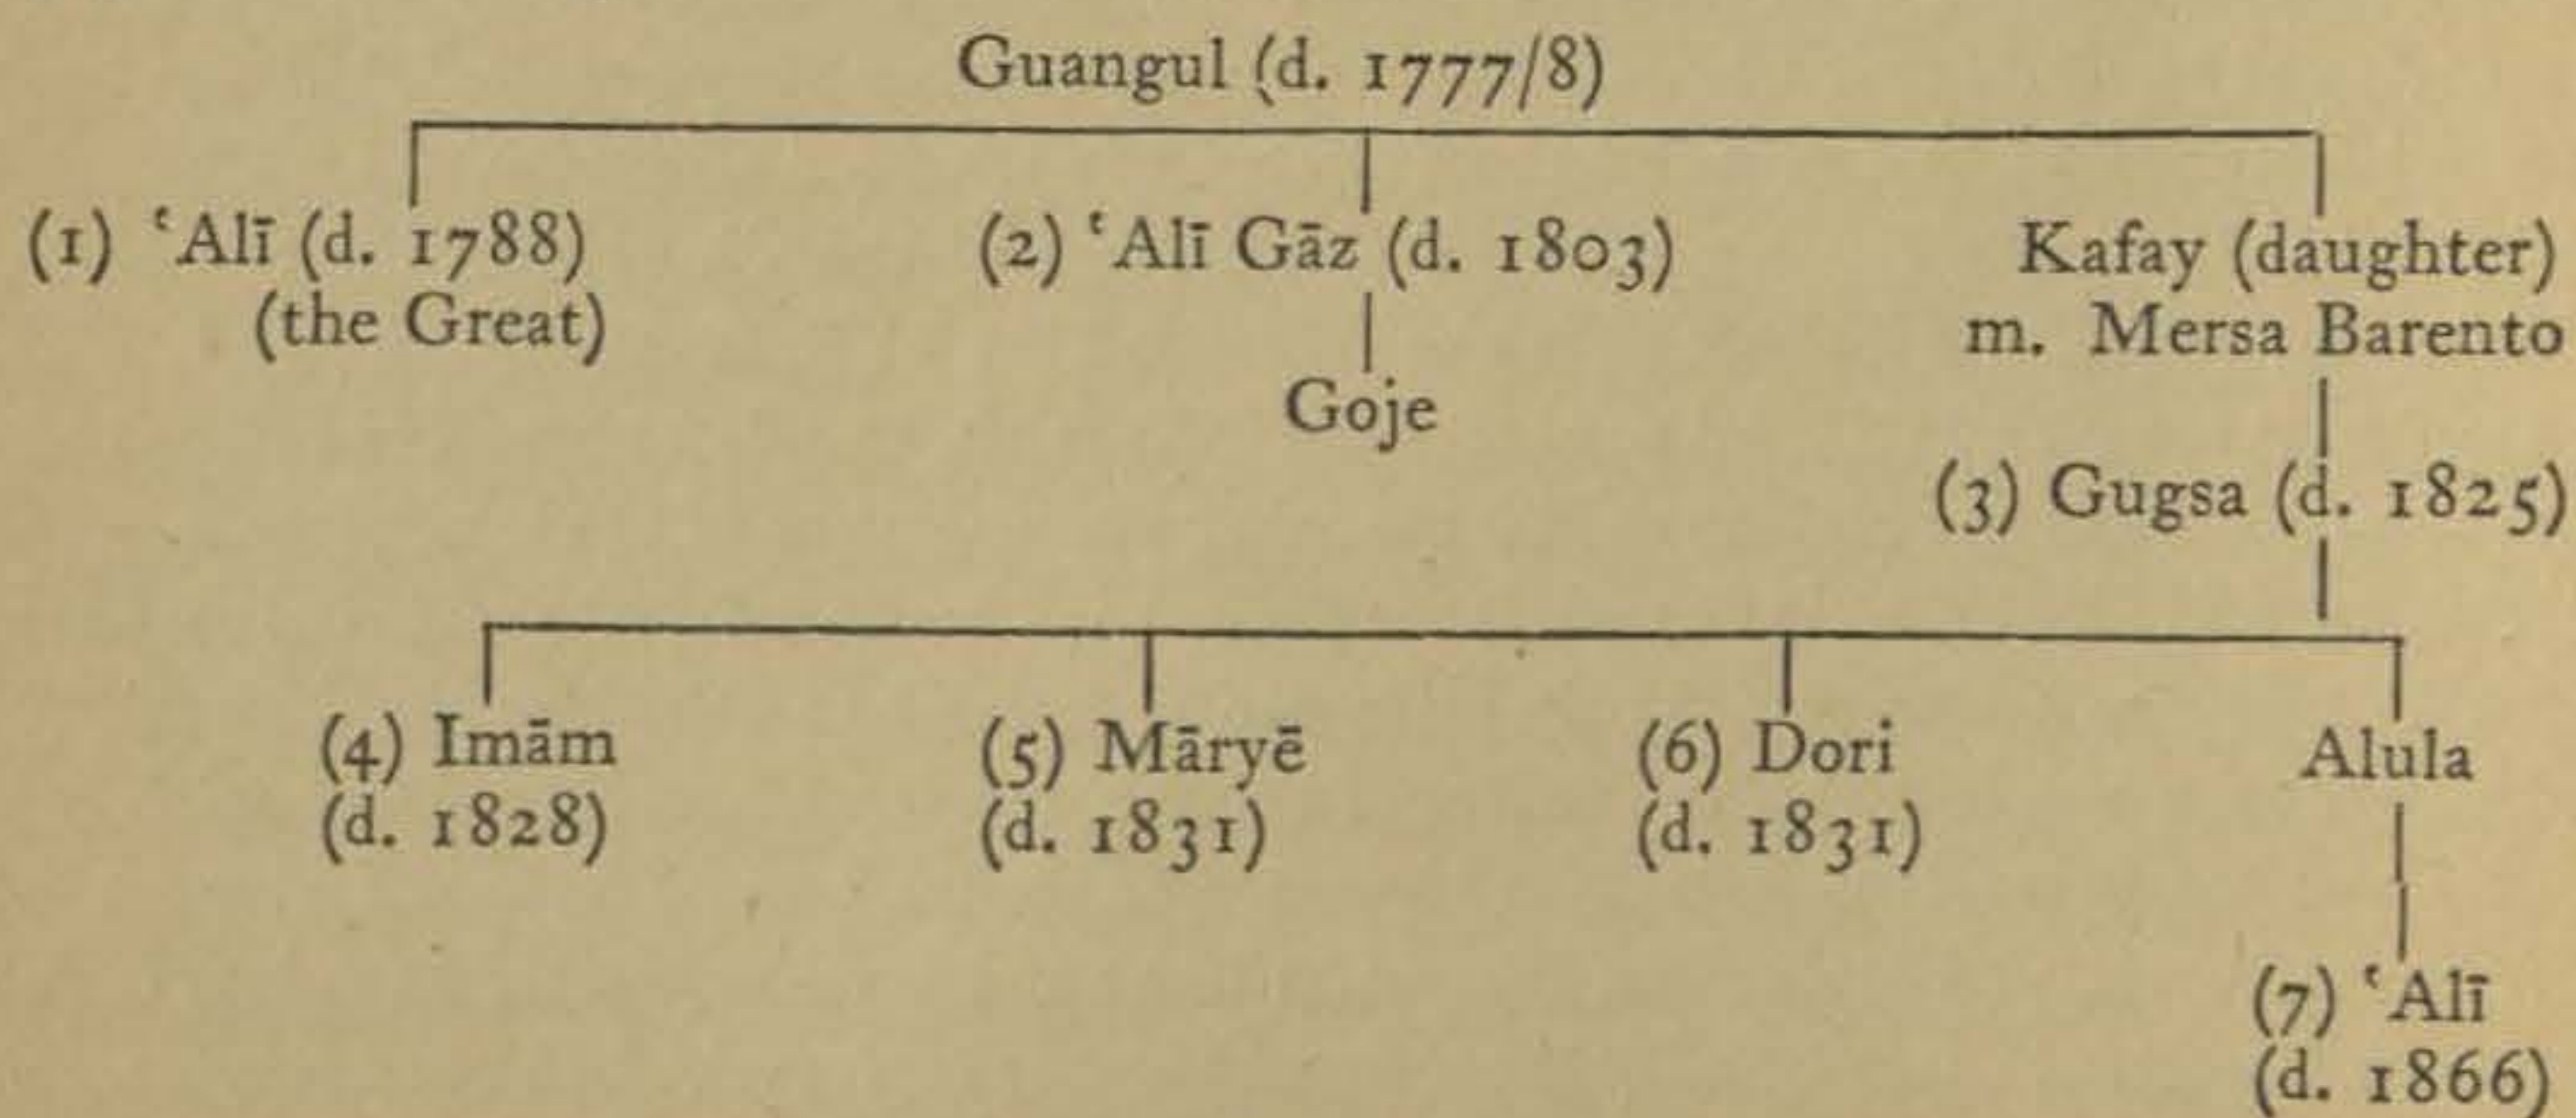 Guangul (d. 1777/8)
(1) ʿAlī (d. 1788) (2) ʿAlī Gāz (d. 1803) Kafay (daughter)
(the Great) m. Mersa Barento
Goje
(3) Gugsa (d. 1825)
(4) Imām (5) Māryē (6) Dori Alula
(d. 1828) (d. 1831) (d. 1831)
(7) ʿAlī
(d. 1866)